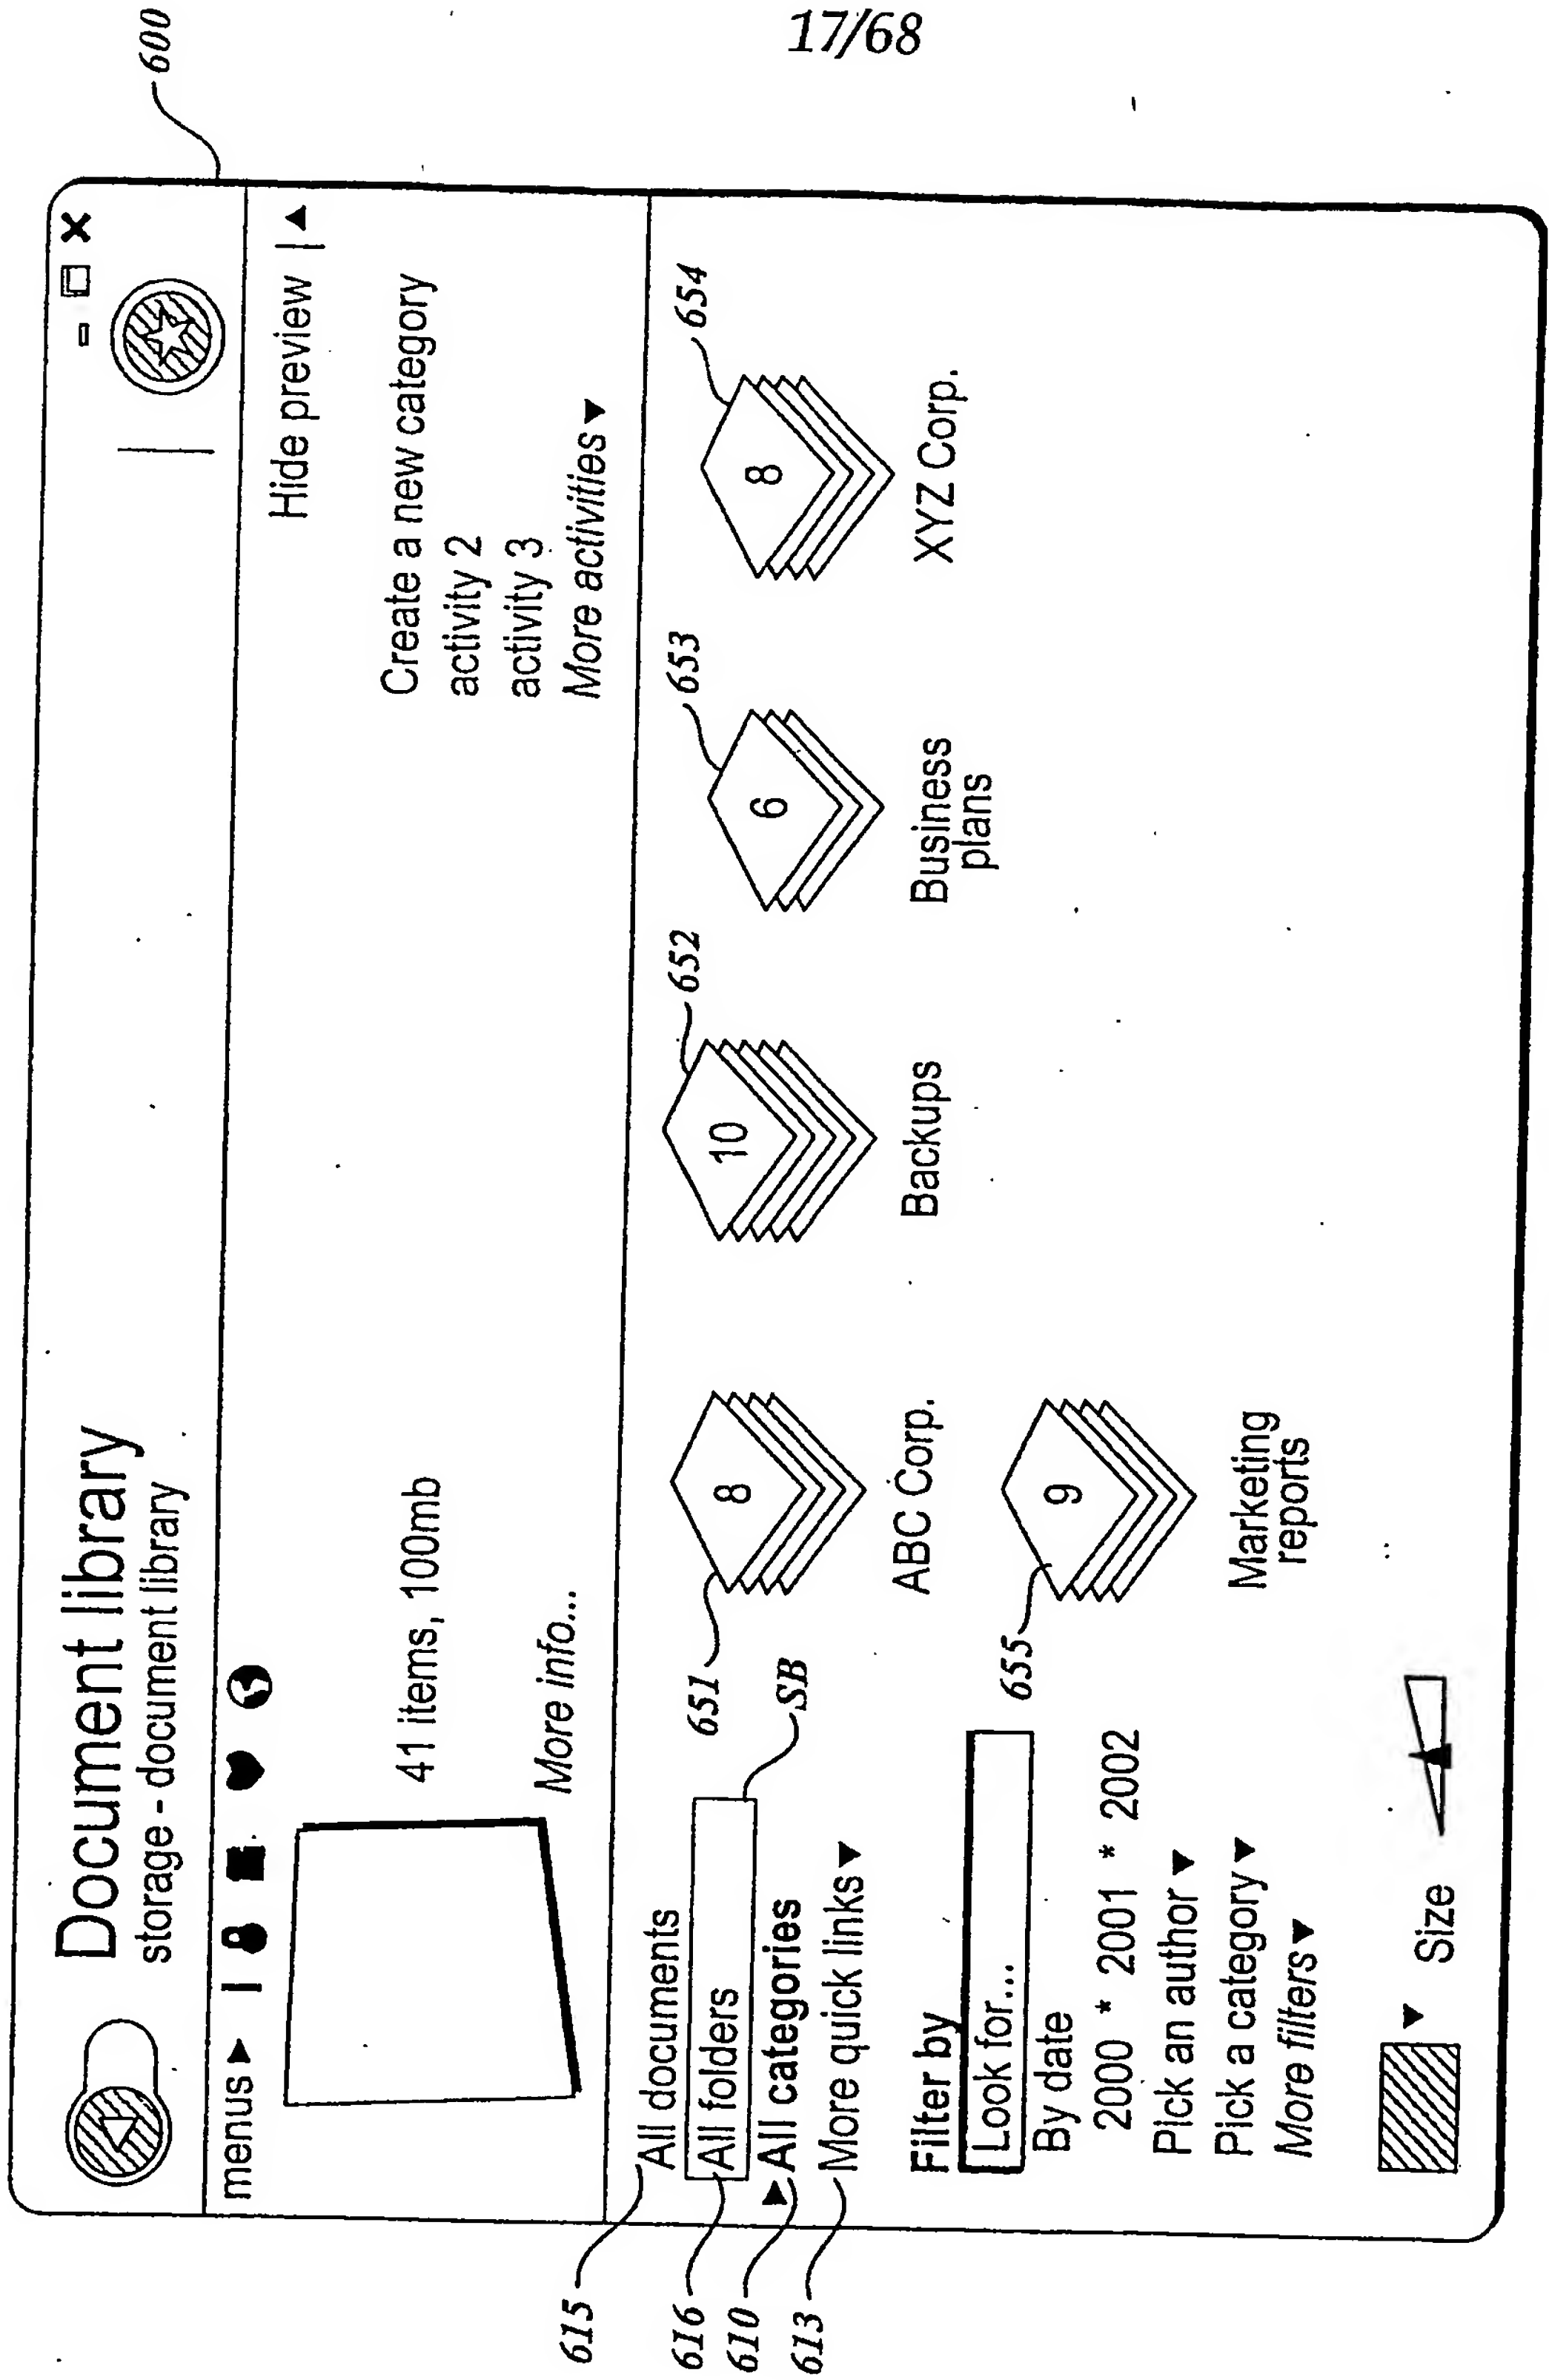 17/68
600
Document library
storage - document library
menus
Hide preview
41 items, 100mb
More info...
Create a new category
activity 2
activity 3
More activities
615
All documents
616
All folders
SB
610
All categories
613
More quick links
Filter by
Look for...
By date
2000 * 2001 * 2002
Pick an author
Pick a category
More filters
Size
651
8
ABC Corp.
652
10
Backups
653
6
Business
plans
654
8
XYZ Corp.
655
9
Marketing
reports